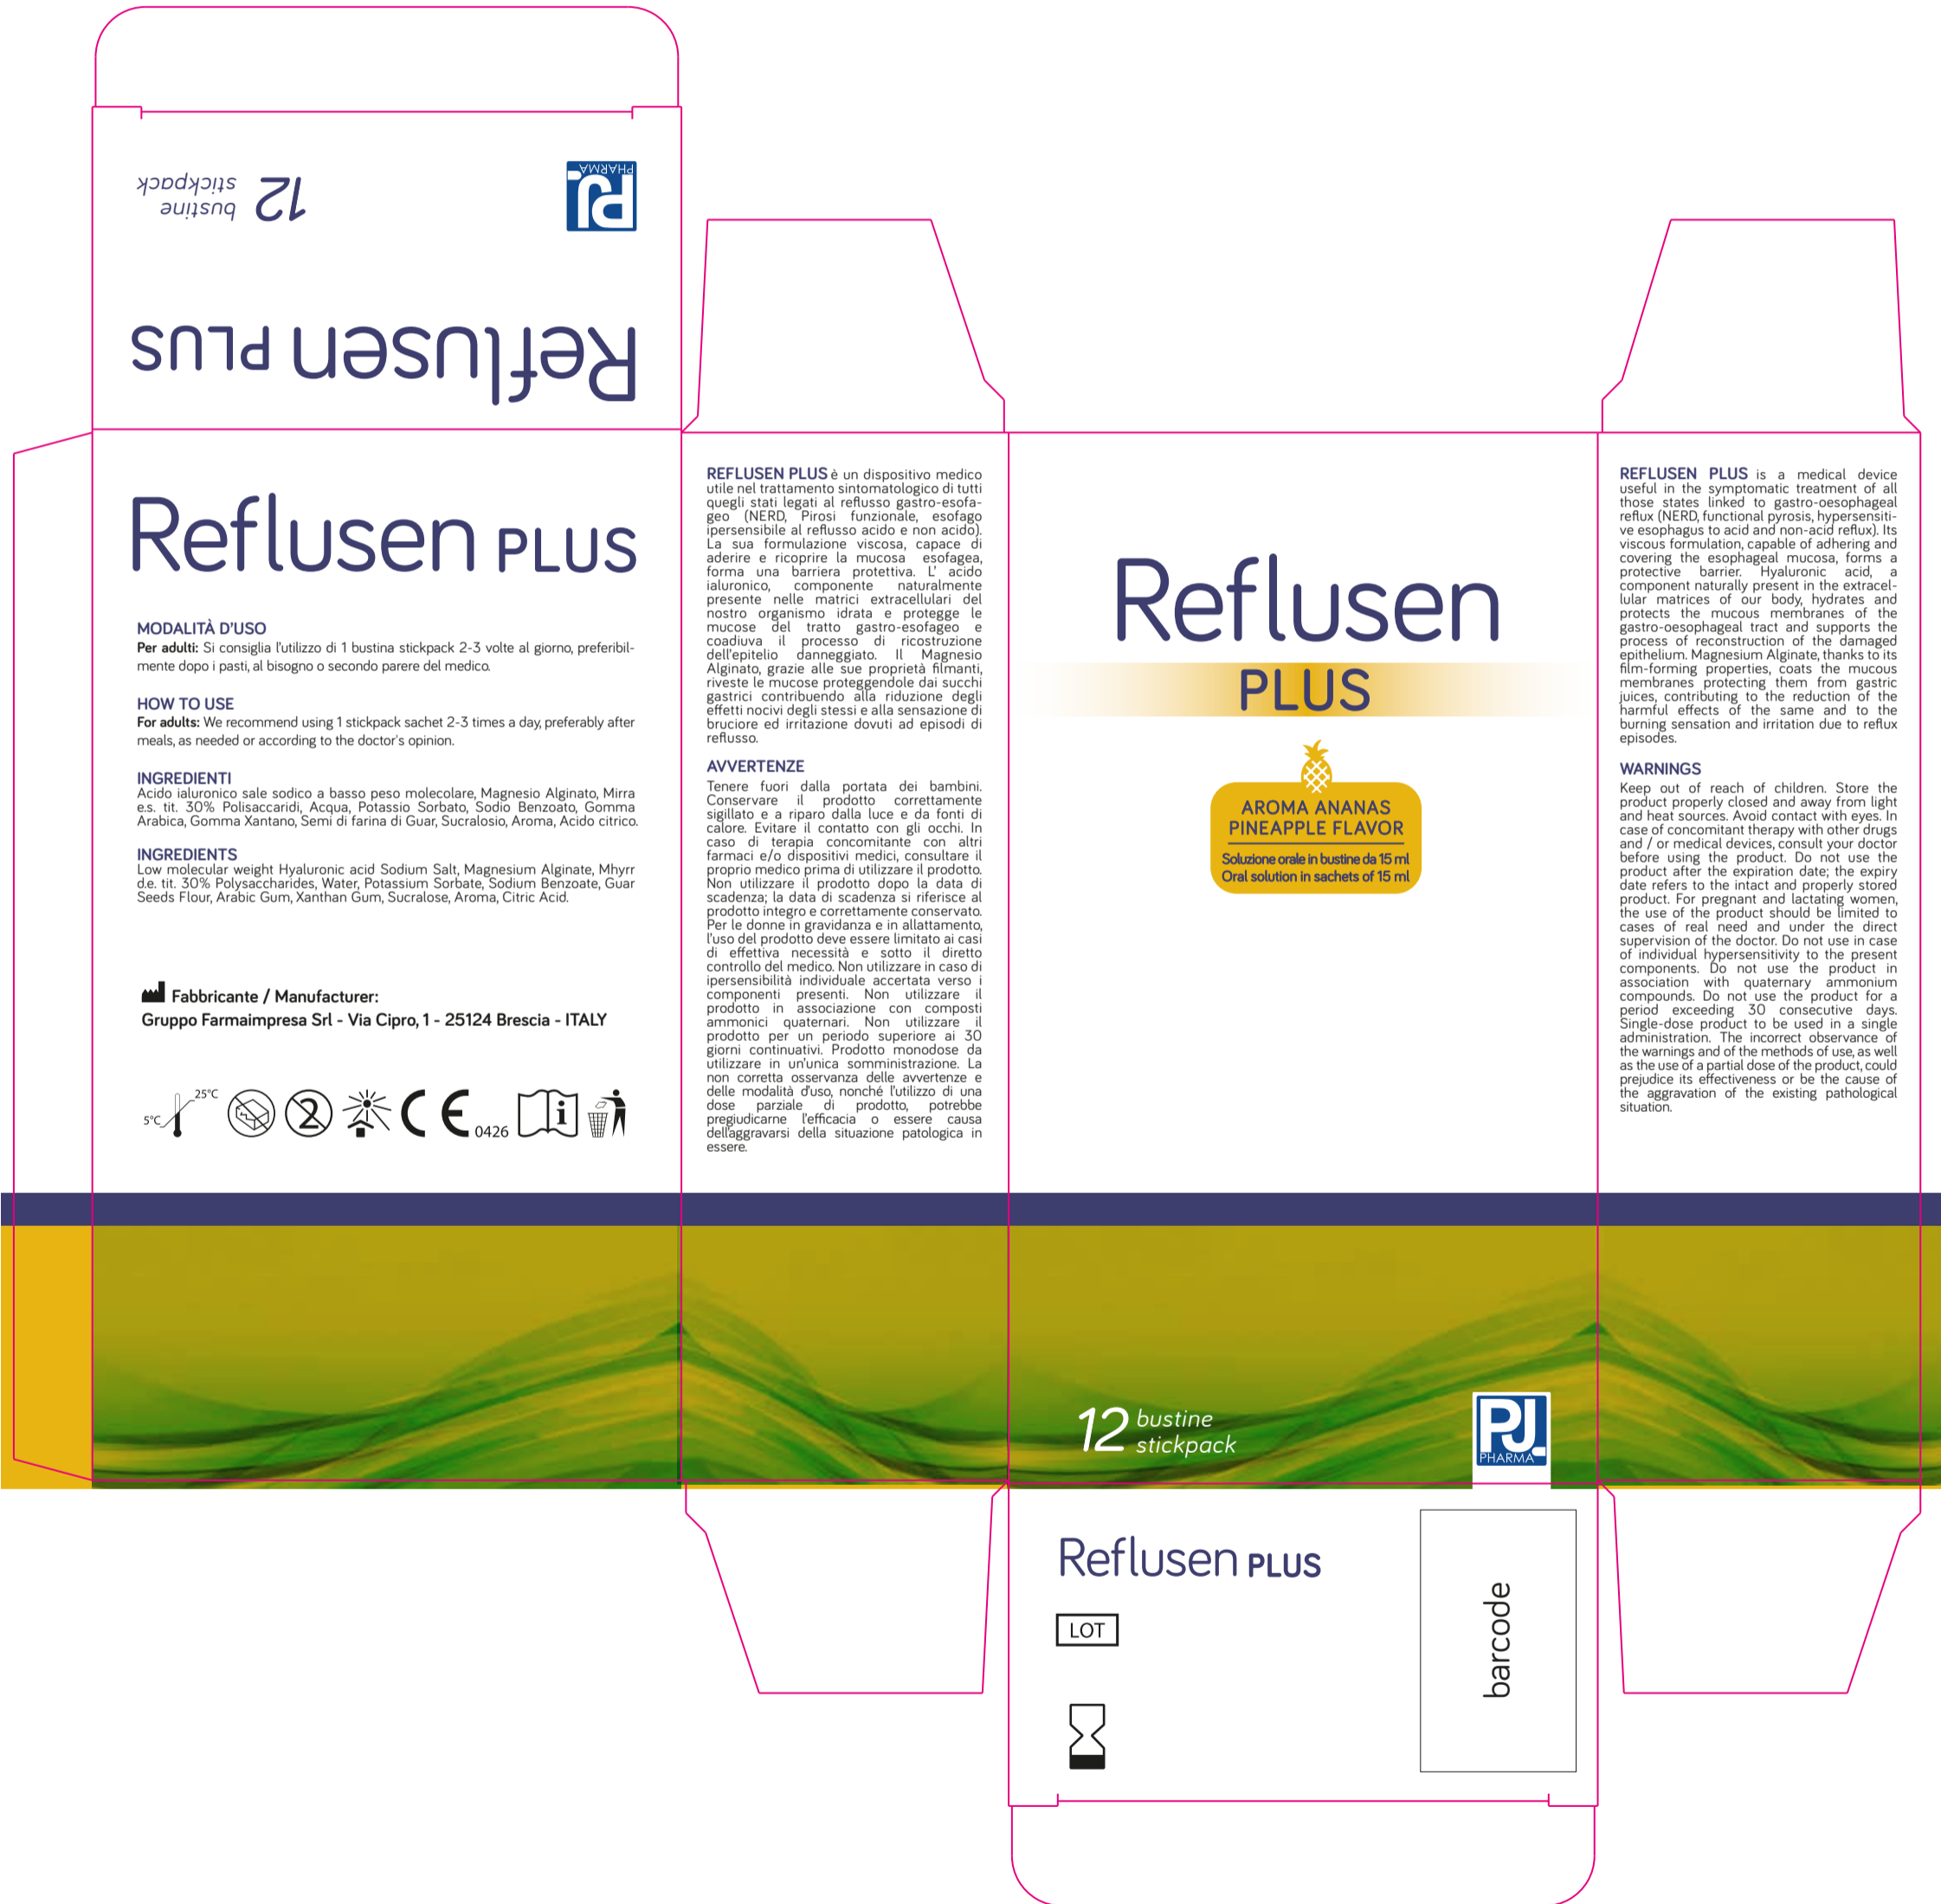 12 bustine
stickpack
PJ
PHARMA
Reflusen PLUS
Reflusen PLUS
MODALITÀ D'USO
Per adulti: Si consiglia l'utilizzo di 1 bustina stickpack 2-3 volte al giorno, preferibil-
mente dopo i pasti, al bisogno o secondo parere del medico.
HOW TO USE
For adults: We recommend using 1 stickpack sachet 2-3 times a day, preferably after
meals, as needed or according to the doctor's opinion.
INGREDIENTI
Acido ialuronico sale sodico a basso peso molecolare, Magnesio Alginato, Mirra
e.s. tit. 30% Polisaccaridi, Acqua, Potassio Sorbato, Sodio Benzoato, Gomma
Arabica, Gomma Xantano, Semi di farina di Guar, Sucralosio, Aroma, Acido citrico.
INGREDIENTS
Low molecular weight Hyaluronic acid Sodium Salt, Magnesium Alginate, Mhyrr
d.e. tit. 30% Polysaccharides, Water, Potassium Sorbate, Sodium Benzoate, Guar
Seeds Flour, Arabic Gum, Xanthan Gum, Sucralose, Aroma, Citric Acid.
Fabbricante / Manufacturer:
Gruppo Farmaimpresa Srl - Via Cipro, 1 - 25124 Brescia - ITALY
5°C 25°C 2 CE 0426 i
REFLUSEN PLUS è un dispositivo medico
utile nel trattamento sintomatologico di tutti
quegli stati legati al reflusso gastro-esofa-
geo (NERD, Pirosi funzionale, esofago
ipersensibile al reflusso acido e non acido).
La sua formulazione viscosa, capace di
aderire e ricoprire la mucosa esofagea,
forma una barriera protettiva. L' acido
ialuronico, componente naturalmente
presente nelle matrici extracellulari del
nostro organismo idrata e protegge le
mucose del tratto gastro-esofageo e
coadiuva il processo di ricostruzione
dell'epitelio danneggiato. Il Magnesio
Alginato, grazie alle sue proprietà filmanti,
riveste le mucose proteggendole dai succhi
gastrici contribuendo alla riduzione degli
effetti nocivi degli stessi e alla sensazione di
bruciore ed irritazione dovuti ad episodi di
reflusso.
AVVERTENZE
Tenere fuori dalla portata dei bambini.
Conservare il prodotto correttamente
sigillato e a riparo dalla luce e da fonti di
calore. Evitare il contatto con gli occhi. In
caso di terapia concomitante con altri
farmaci e/o dispositivi medici, consultare il
proprio medico prima di utilizzare il prodotto.
Non utilizzare il prodotto dopo la data di
scadenza; la data di scadenza si riferisce al
prodotto integro e correttamente conservato.
Per le donne in gravidanza e in allattamento,
l'uso del prodotto deve essere limitato ai casi
di effettiva necessità e sotto il diretto
controllo del medico. Non utilizzare in caso di
ipersensibilità individuale accertata verso i
componenti presenti. Non utilizzare il
prodotto in associazione con composti
ammonici quaternari. Non utilizzare il
prodotto per un periodo superiore ai 30
giorni continuativi. Prodotto monodose da
utilizzare in un'unica somministrazione. La
non corretta osservanza delle avvertenze e
delle modalità d'uso, nonché l'utilizzo di una
dose parziale di prodotto, potrebbe
pregiudicarne l'efficacia o essere causa
dell'aggravarsi della situazione patologica in
essere.
Reflusen
PLUS
AROMA ANANAS
PINEAPPLE FLAVOR
Soluzione orale in bustine da 15 ml
Oral solution in sachets of 15 ml
12 bustine
stickpack
PJ
PHARMA
REFLUSEN PLUS is a medical device
useful in the symptomatic treatment of all
those states linked to gastro-oesophageal
reflux (NERD, functional pyrosis, hypersensiti-
ve esophagus to acid and non-acid reflux). Its
viscous formulation, capable of adhering and
covering the esophageal mucosa, forms a
protective barrier. Hyaluronic acid, a
component naturally present in the extracel-
lular matrices of our body, hydrates and
protects the mucous membranes of the
gastro-oesophageal tract and supports the
process of reconstruction of the damaged
epithelium. Magnesium Alginate, thanks to its
film-forming properties, coats the mucous
membranes protecting them from gastric
juices, contributing to the reduction of the
harmful effects of the same and to the
burning sensation and irritation due to reflux
episodes.
WARNINGS
Keep out of reach of children. Store the
product properly closed and away from light
and heat sources. Avoid contact with eyes. In
case of concomitant therapy with other drugs
and / or medical devices, consult your doctor
before using the product. Do not use the
product after the expiration date; the expiry
date refers to the intact and properly stored
product. For pregnant and lactating women,
the use of the product should be limited to
cases of real need and under the direct
supervision of the doctor. Do not use in case
of individual hypersensitivity to the present
components. Do not use the product in
association with quaternary ammonium
compounds. Do not use the product for a
period exceeding 30 consecutive days.
Single-dose product to be used in a single
administration. The incorrect observance of
the warnings and of the methods of use, as well
as the use of a partial dose of the product, could
prejudice its effectiveness or be the cause of
the aggravation of the existing pathological
situation.
Reflusen PLUS
LOT
barcode